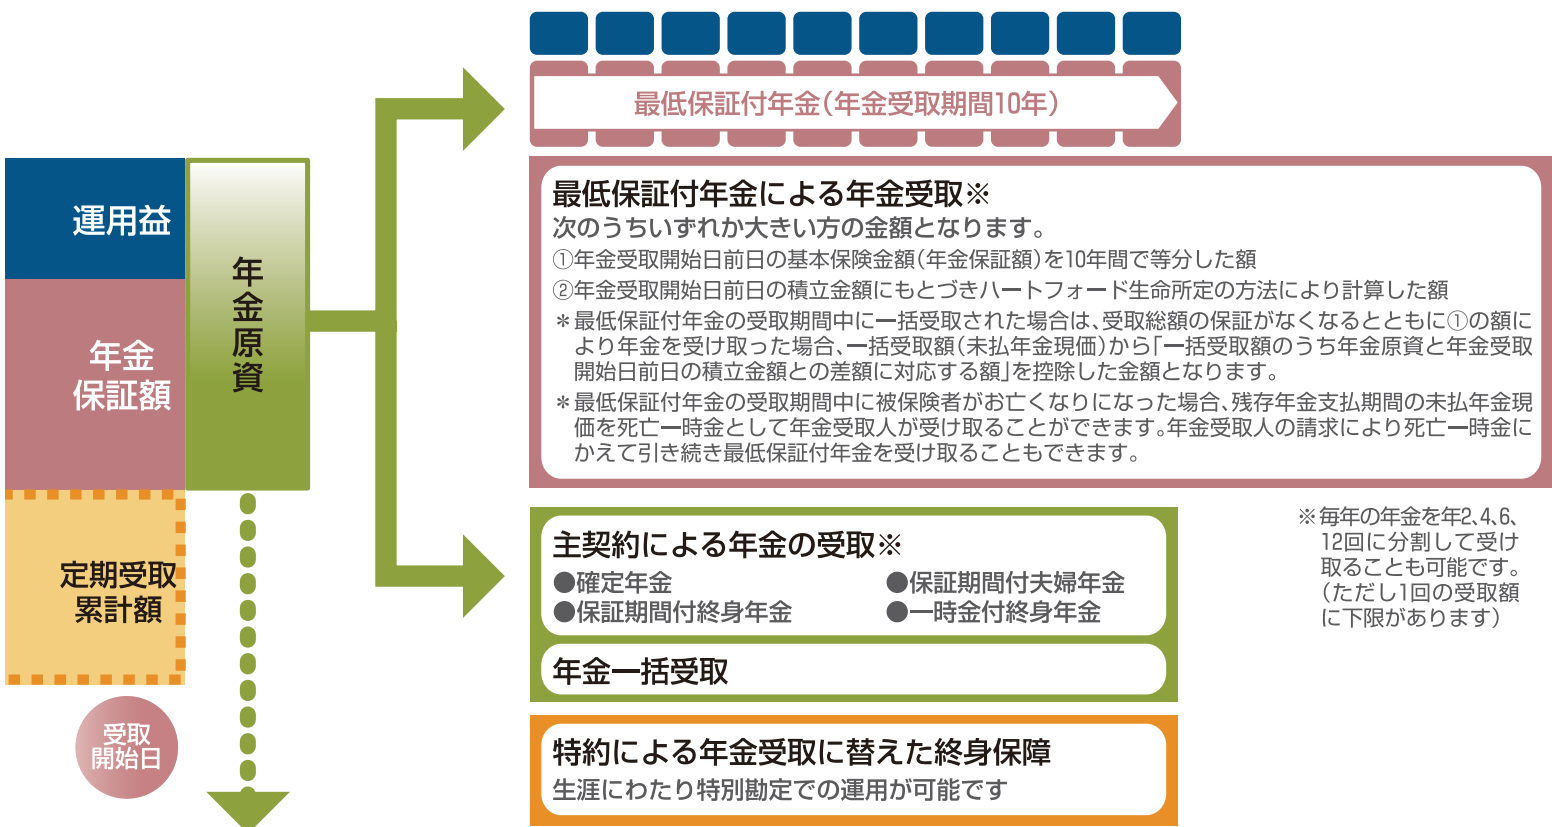 運用益
年金
保証額
定期受取
累計額
受取
開始日
年金原資
最低保証付年金(年金受取期間10年)
最低保証付年金による年金受取※
次のうちいずれか大きい方の金額となります。
①年金受取開始日前日の基本保険金額(年金保証額)を10年間で等分した額
②年金受取開始日前日の積立金額にもとづきハートフォード生命所定の方法により計算した額
＊最低保証付年金の受取期間中に一括受取された場合は、受取総額の保証がなくなるとともに①の額に
より年金を受け取った場合、一括受取額(未払年金現価)から「一括受取額のうち年金原資と年金受取
開始日前日の積立金額との差額に対応する額」を控除した金額となります。
＊最低保証付年金の受取期間中に被保険者がお亡くなりになった場合、残存年金支払期間の未払年金現
価を死亡一時金として年金受取人が受け取ることができます。年金受取人の請求により死亡一時金に
かえて引き続き最低保証付年金を受け取ることもできます。
主契約による年金の受取※
●確定年金
●保証期間付夫婦年金
●保証期間付終身年金
●一時金付終身年金
年金一括受取
※毎年の年金を年2、4、6、
12回に分割して受け
取ることも可能です。
(ただし1回の受取額
に下限があります)
特約による年金受取に替えた終身保障
生涯にわたり特別勘定での運用が可能です